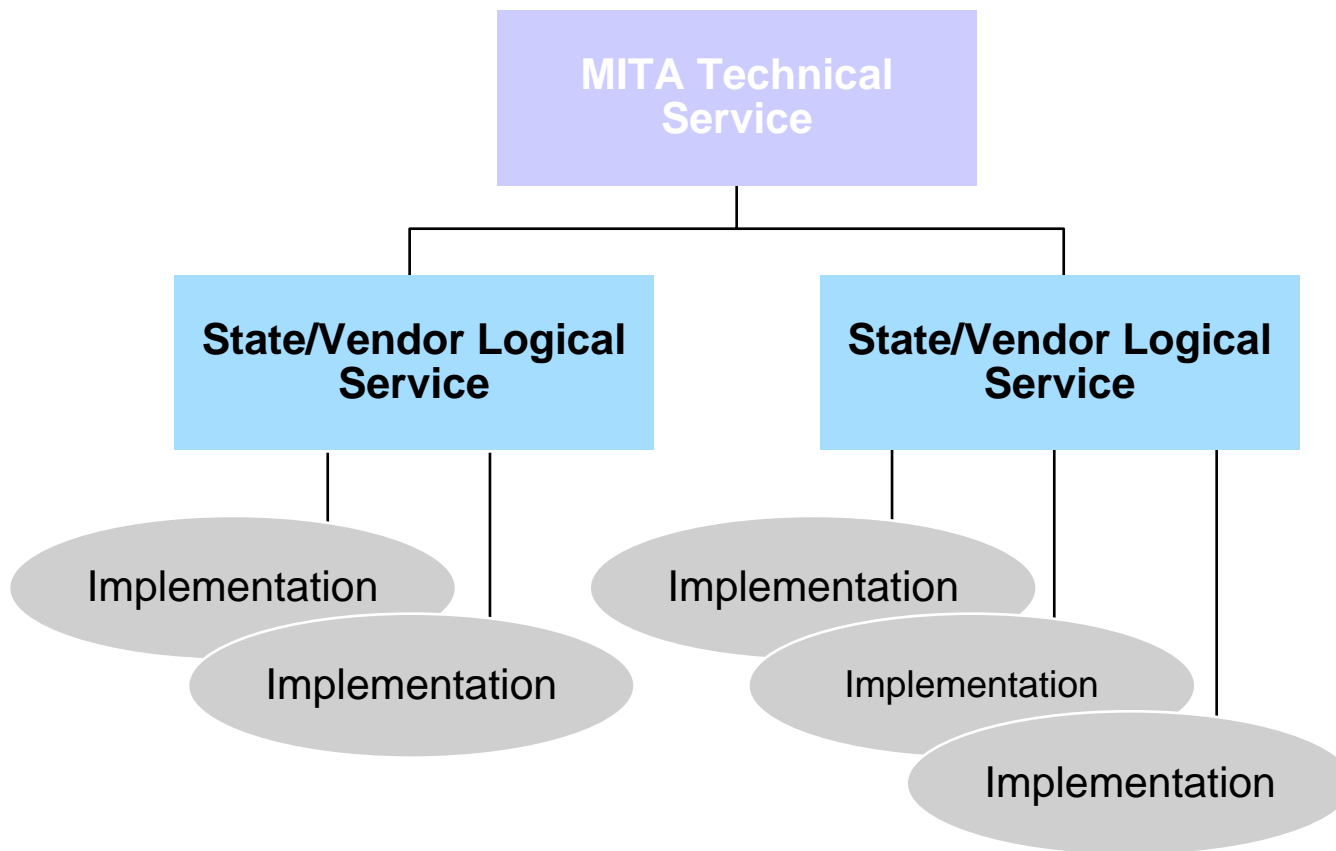 MITA Technical
Service
State/Vendor Logical
Service
State/Vendor Logical
Service
Implementation
Implementation
Implementation
Implementation
Implementation